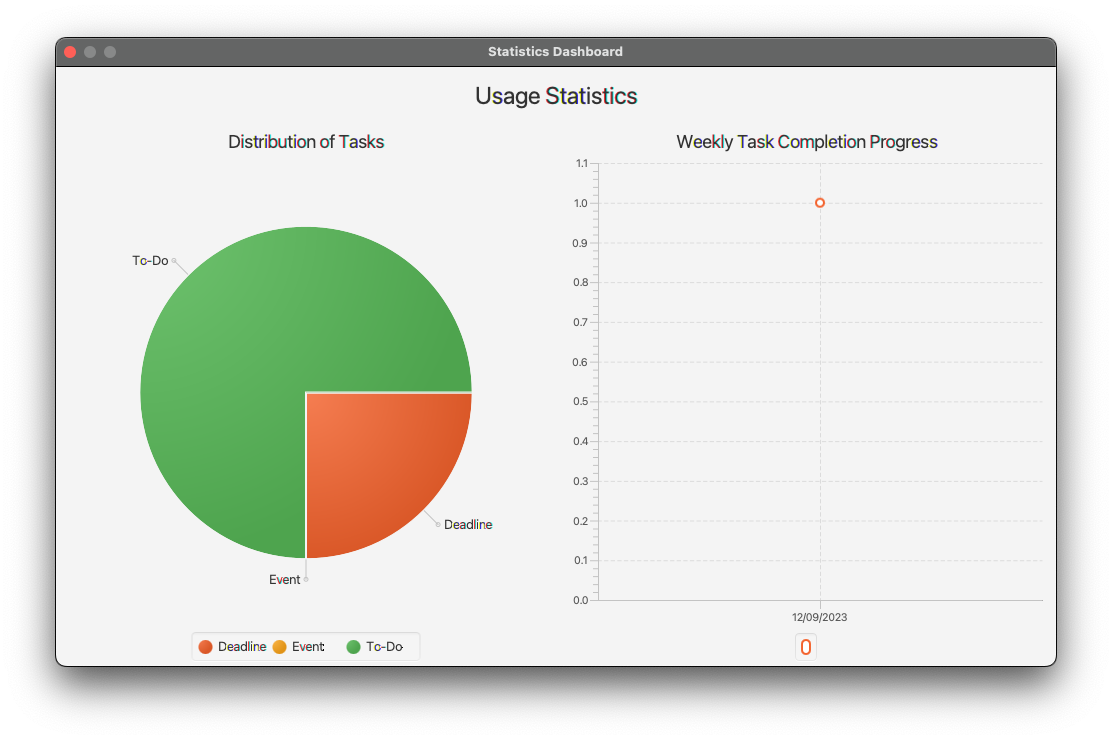 Statistics Dashboard
Usage Statistics
Distribution of Tasks
To-Do
Deadline
Event
Deadline Event To-Do
Weekly Task Completion Progress
1.1
1.0
0.9
0.8
0.7
0.6
0.5
0.4
0.3
0.2
0.1
0.0
12/09/2023